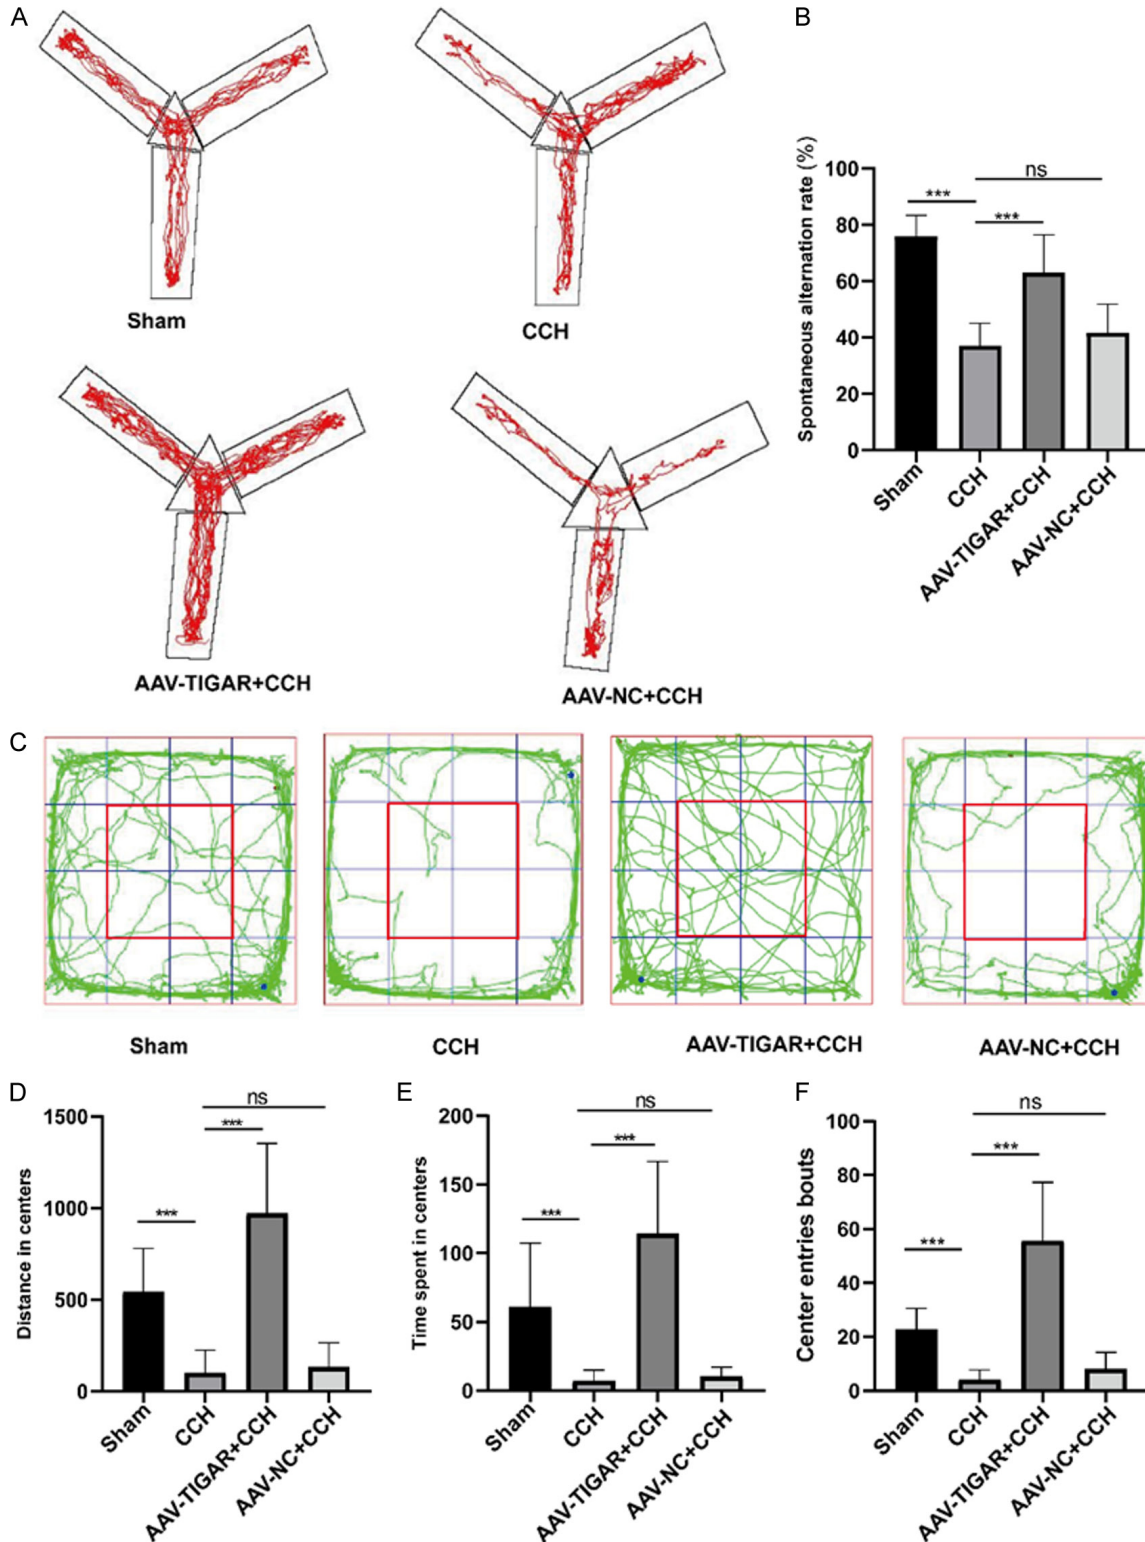 A
B
Sham
CCH
AAV-TIGAR+CCH
AAV-NC+CCH
Spontaneous alternation rate (%)
100
80
60
40
20
0
***
***
ns
Sham
CCH
AAV-TIGAR+CCH
AAV-NC+CCH
C
Sham
CCH
AAV-TIGAR+CCH
AAV-NC+CCH
D
Distance in centers
1500
1000
500
0
***
***
ns
Sham
CCH
AAV-TIGAR+CCH
AAV-NC+CCH
E
Time spent in centers
200
150
100
50
0
***
***
ns
Sham
CCH
AAV-TIGAR+CCH
AAV-NC+CCH
F
Center entries bouts
100
80
60
40
20
0
***
***
ns
Sham
CCH
AAV-TIGAR+CCH
AAV-NC+CCH